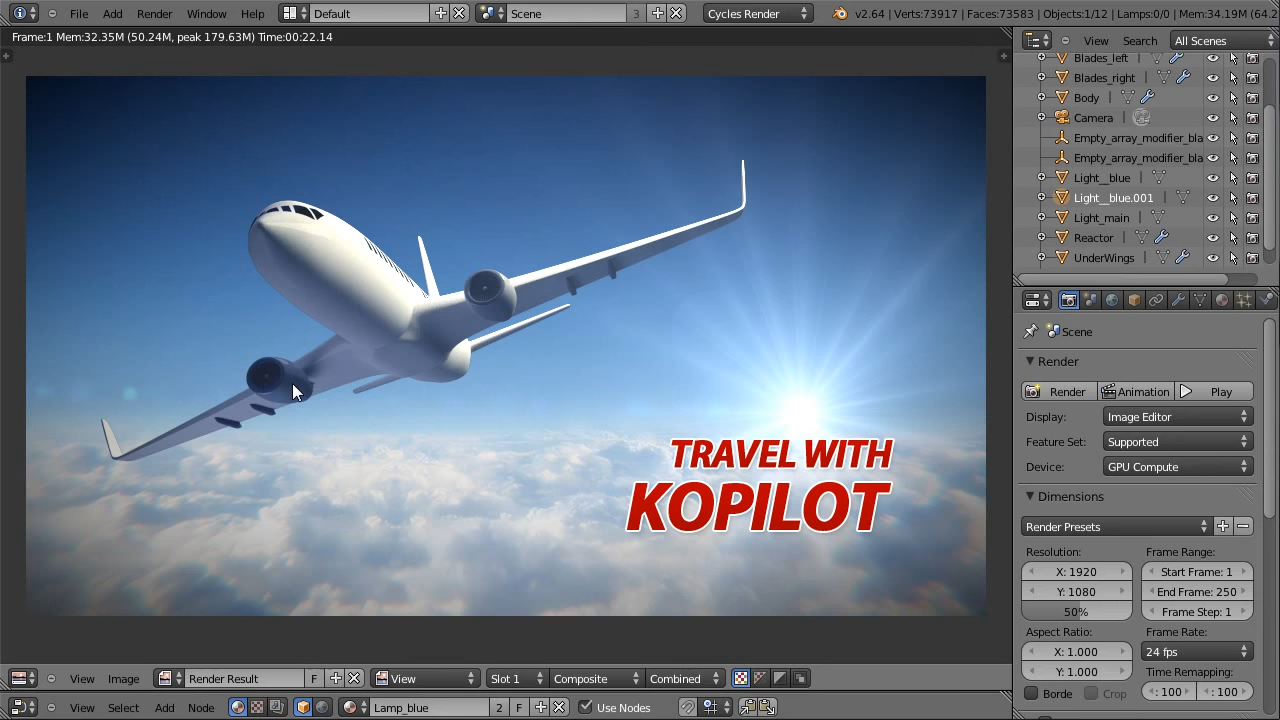 File Add Render Window Help Default Scene 3 Cycles Render v2.64 | Verts:73917 | Faces:73583 | Objects:1/12 | Lamps:0/0 | Mem:34.19M (64.2
Frame:1 Mem:32.35M (50.24M, peak 179.63M) Time:00:22.14
View Search All Scenes
Blades_left
Blades_right
Body
Camera
Empty_array_modifier_bla
Empty_array_modifier_bla
Light__blue
Light__blue.001
Light_main
Reactor
UnderWings
Scene
Render
Render Animation Play
Display: Image Editor
Feature Set: Supported
Device: GPU Compute
Dimensions
Render Presets
Resolution: Frame Range:
X: 1920 Start Frame: 1
Y: 1080 End Frame: 250
50% Frame Step: 1
Aspect Ratio: Frame Rate:
X: 1.000 24 fps
Y: 1.000 Time Remapping:
Borde Crop :100 :100
TRAVEL WITH
KOPILOT
View Image Render Result F View Slot 1 Composite Combined
View Select Add Node Lamp_blue 2 F Use Nodes